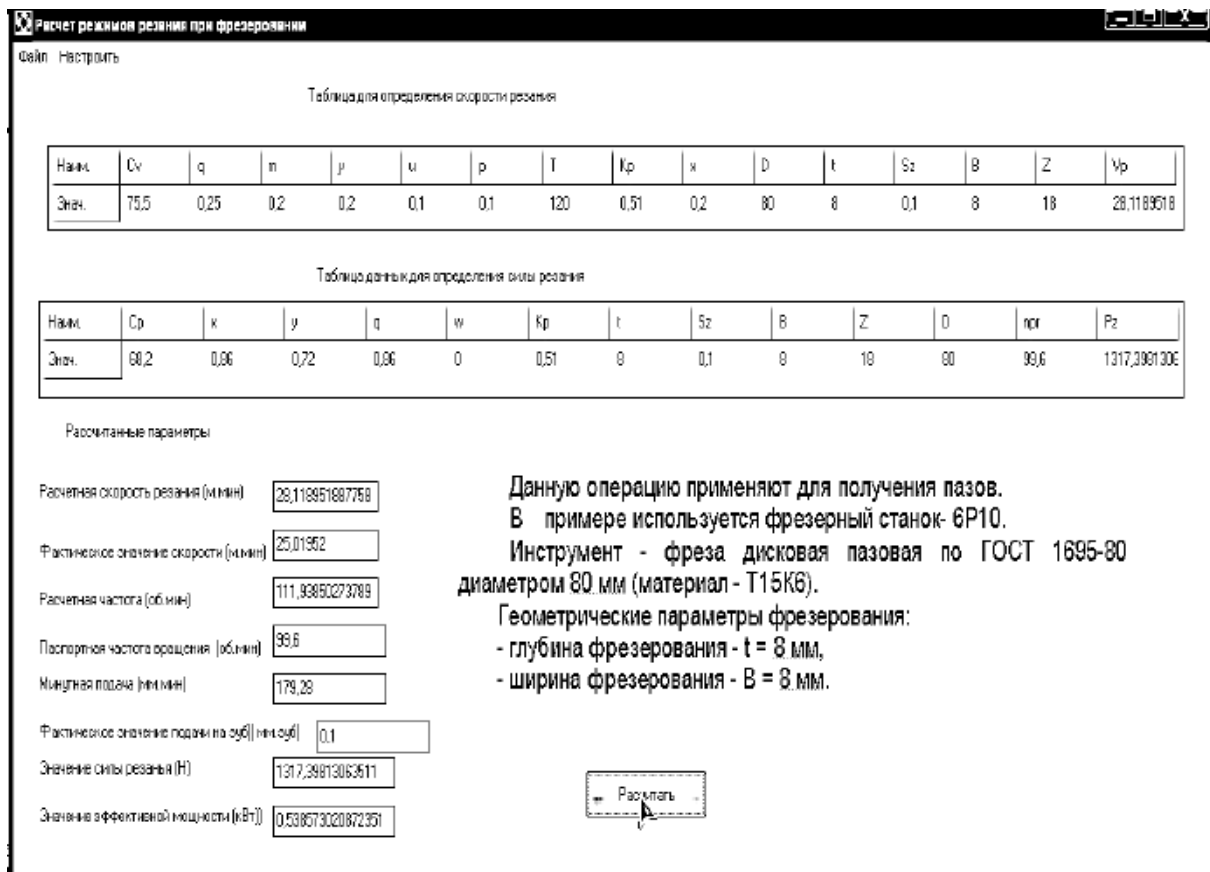 Расчет режимов резания при фрезеровании
Файл Настроить
Таблица для определения скорости резания
Наим. Cv q m y u p T Kp x D t Sz B Z Vp
Знач. 75,5 0,25 0,2 0,2 0,1 0,1 120 0,51 0,2 80 8 0,1 8 18 28,1189518
Таблица данных для определения силы резания
Наим. Cp x y q w Kp t Sz B Z D npr Pz
Знач. 68,2 0,86 0,72 0,86 0 0,51 8 0,1 8 18 80 99,6 1317,3981306
Рассчитанные параметры
Расчетная скорость резания (м.мин) 28,118951887758
Фактическое значение скорости (м.мин) 25,01952
Расчетная частота (об.мин) 111,93850273789
Паспортная частота вращения (об.мин) 99,6
Минутная подача (мм.мин) 179,28
Фактическое значение подачи на зуб( мм.зуб) 0,1
Значение силы резанья (Н) 1317,39813063511
Значение эффективной мощности (кВт)) 0,538573020872351
Данную операцию применяют для получения пазов.
В примере используется фрезерный станок- 6Р10.
Инструмент - фреза дисковая пазовая по ГОСТ 1695-80
диаметром 80 мм (материал - Т15К6).
Геометрические параметры фрезерования:
- глубина фрезерования - t = 8 мм,
- ширина фрезерования - B = 8 мм.
Расчитать